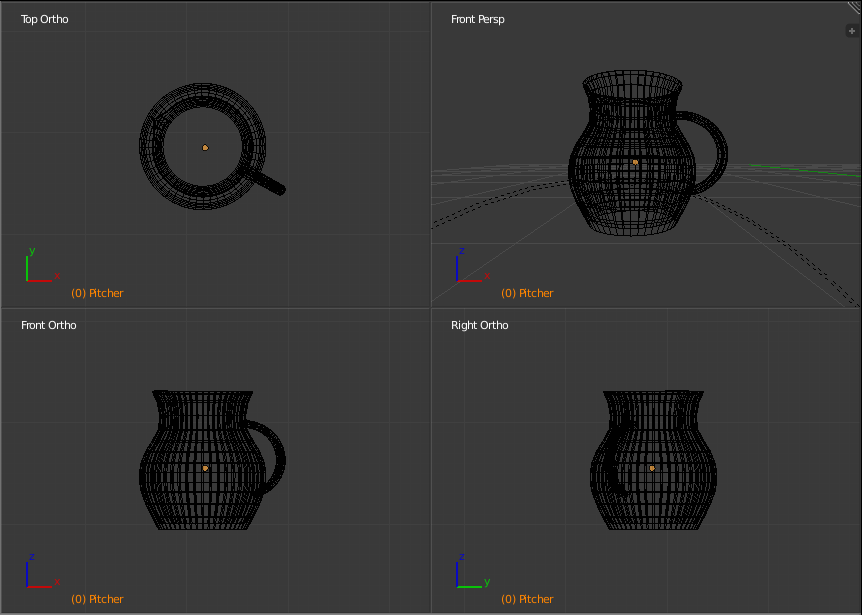 Top Ortho
y
x
(0) Pitcher
Front Persp
z
x
(0) Pitcher
Front Ortho
z
x
(0) Pitcher
Right Ortho
z
y
(0) Pitcher